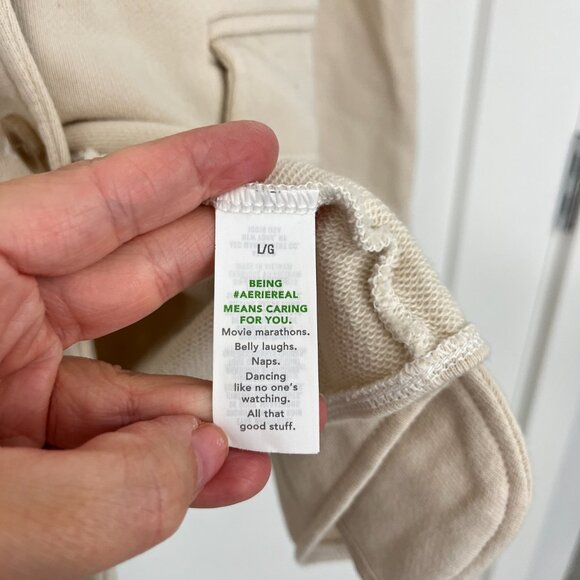 L/G
BEING
#AERIEREAL
MEANS CARING
FOR YOU.
Movie marathons.
Belly laughs.
Naps.
Dancing
like no one's
watching.
All that
good stuff.